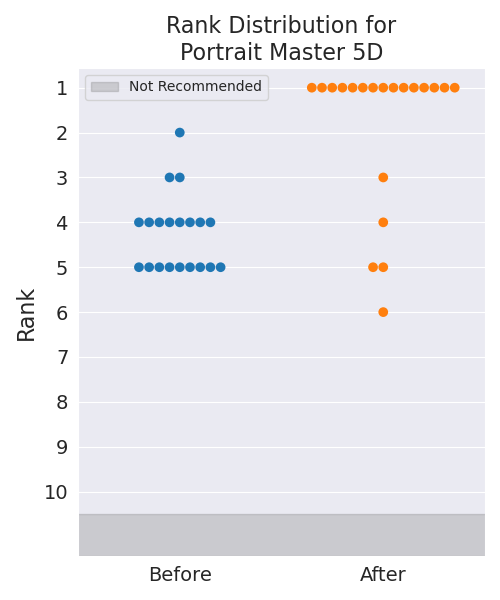 Rank Distribution for
Portrait Master 5D
Not Recommended
1
2
3
4
5
6
7
8
9
10
Rank
Before
After